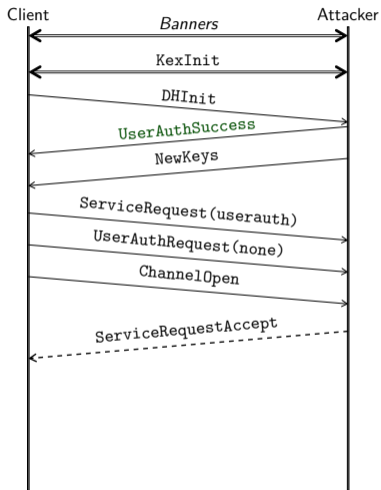 Client Attacker
Banners
KexInit
DHInit
UserAuthSuccess
NewKeys
ServiceRequest(userauth)
UserAuthRequest(none)
ChannelOpen
ServiceRequestAccept